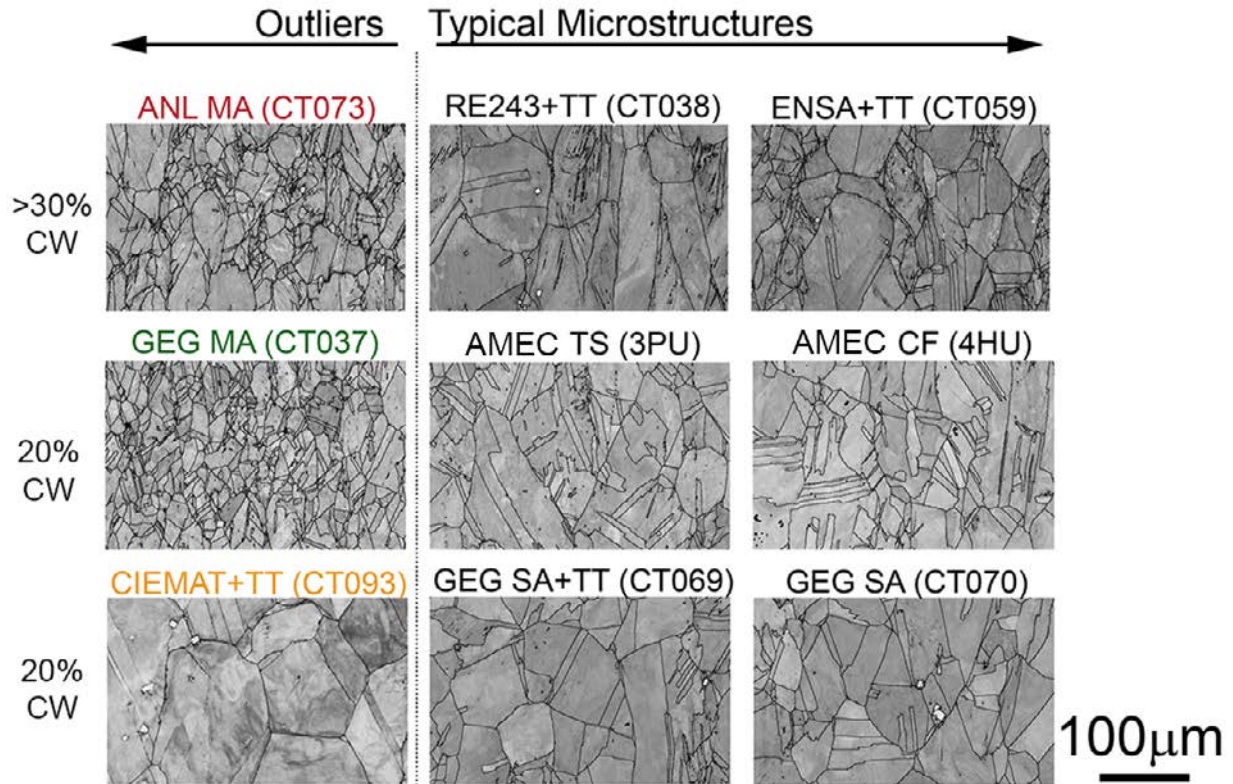 Outliers
Typical Microstructures
ANL MA (CT073)
RE243+TT (CT038)
ENSA+TT (CT059)
>30%
CW
GEG MA (CT037)
AMEC TS (3PU)
AMEC CF (4HU)
20%
CW
CIEMAT+TT (CT093)
GEG SA+TT (CT069)
GEG SA (CT070)
20%
CW
100μm